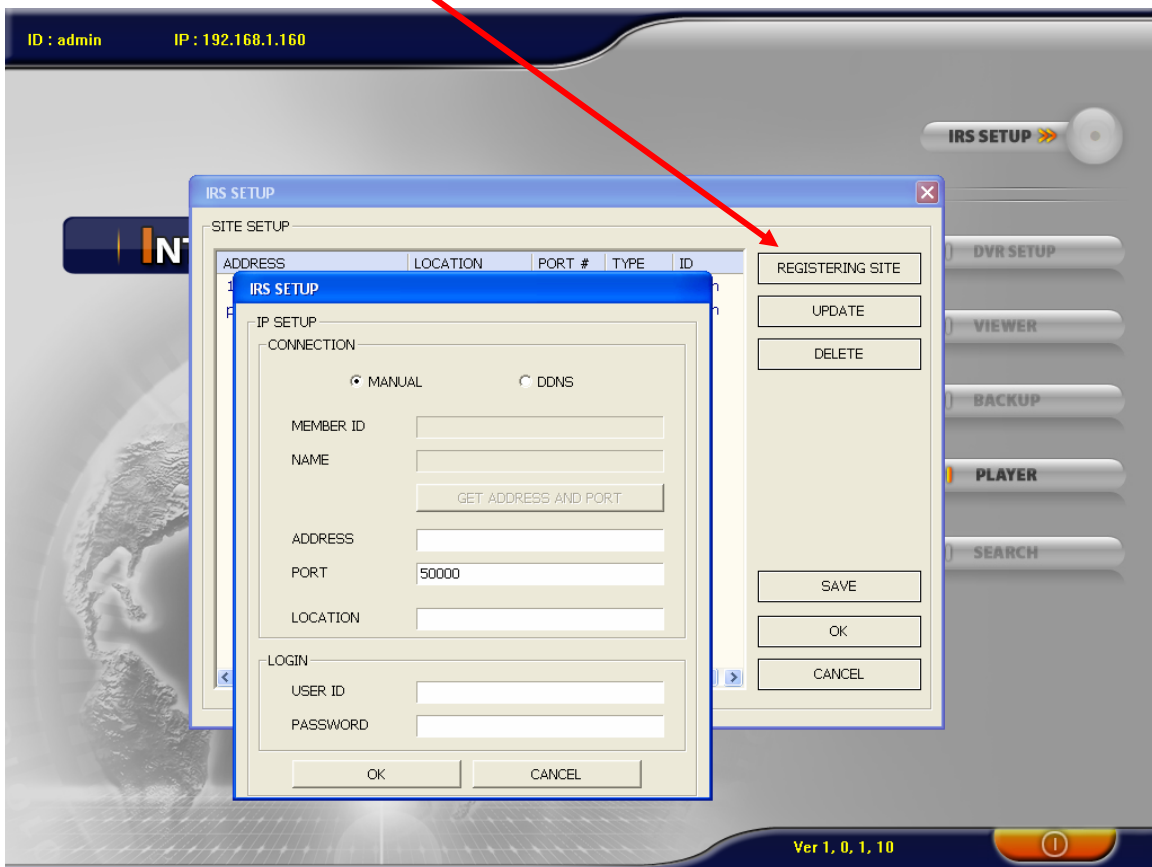 ID : admin IP : 192.168.1.160
IRS SETUP
IRS SETUP
SITE SETUP
ADDRESS LOCATION PORT # TYPE ID
REGISTERING SITE
UPDATE
DELETE
SAVE
OK
CANCEL
IRS SETUP
IP SETUP
CONNECTION
MANUAL DDNS
MEMBER ID
NAME
GET ADDRESS AND PORT
ADDRESS
PORT 50000
LOCATION
LOGIN
USER ID
PASSWORD
OK CANCEL
DVR SETUP
VIEWER
BACKUP
PLAYER
SEARCH
Ver 1, 0, 1, 10